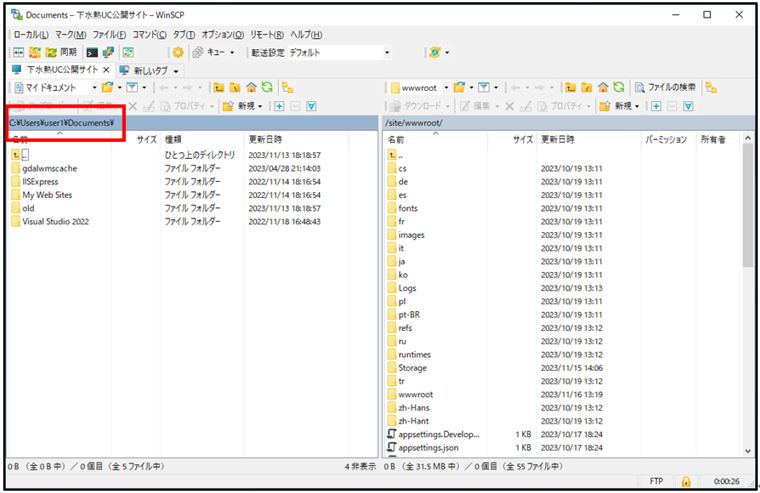 Documents – 下水熱UC公開サイト – WinSCP
ローカル(L) マーク(M) ファイル(F) コマンド(C) タブ(T) オプション(O) リモート(R) ヘルプ(H)
同期 キュー 転送設定 デフォルト
下水熱UC公開サイト × 新しいタブ
マイ ドキュメント wwwroot ファイルの検索
プロパティ 新規 ダウンロード 編集 プロパティ 新規
C:¥Users¥user1¥Documents¥ /site/wwwroot/
名前 サイズ 種類 更新日時 名前 サイズ 更新日時 パーミッション 所有者
.. ひとつ上のディレクトリ 2023/11/13 18:18:57 ..
gdalwmscache ファイル フォルダー 2023/04/28 21:14:03 cs 2023/10/19 13:11
IISExpress ファイル フォルダー 2022/11/14 18:16:54 de 2023/10/19 13:11
My Web Sites ファイル フォルダー 2022/11/14 18:16:54 es 2023/10/19 13:11
old ファイル フォルダー 2023/11/13 18:18:57 fonts 2023/10/19 13:11
Visual Studio 2022 ファイル フォルダー 2022/11/18 16:48:43 fr 2023/10/19 13:11
images 2023/10/19 13:11
it 2023/10/19 13:11
ja 2023/10/19 13:11
ko 2023/10/19 13:11
Logs 2023/10/19 13:13
pl 2023/10/19 13:11
pt-BR 2023/10/19 13:11
refs 2023/10/19 13:12
ru 2023/10/19 13:12
runtimes 2023/10/19 13:12
Storage 2023/11/15 14:06
tr 2023/10/19 13:12
wwwroot 2023/11/16 13:19
zh-Hans 2023/10/19 13:12
zh-Hant 2023/10/19 13:12
appsettings.Develop... 1 KB 2023/10/17 18:24
appsettings.json 1 KB 2023/10/17 18:24
0 B （全 0 B 中）／ 0 個目（全 5 ファイル中） 4 非表示 0 B （全 31.5 MB 中）／ 0 個目（全 55 ファイル中）
FTP 0:00:26